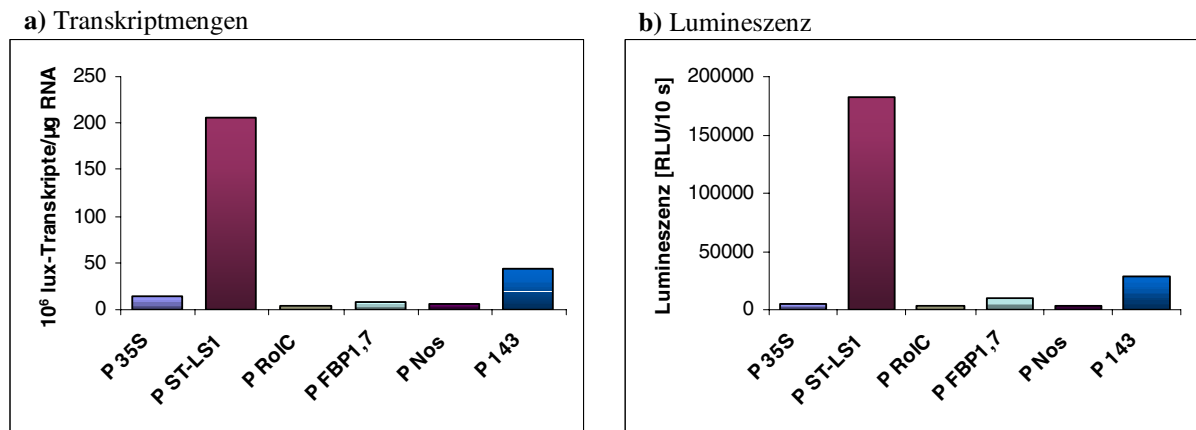 a) Transkriptmengen
10⁶ lux-Transkripte/µg RNA
250
200
150
100
50
0
P 35S
P ST-LS1
P RolC
P FBP1,7
P Nos
P 143
b) Lumineszenz
Lumineszenz [RLU/10 s]
200000
150000
100000
50000
0
P 35S
P ST-LS1
P RolC
P FBP1,7
P Nos
P 143